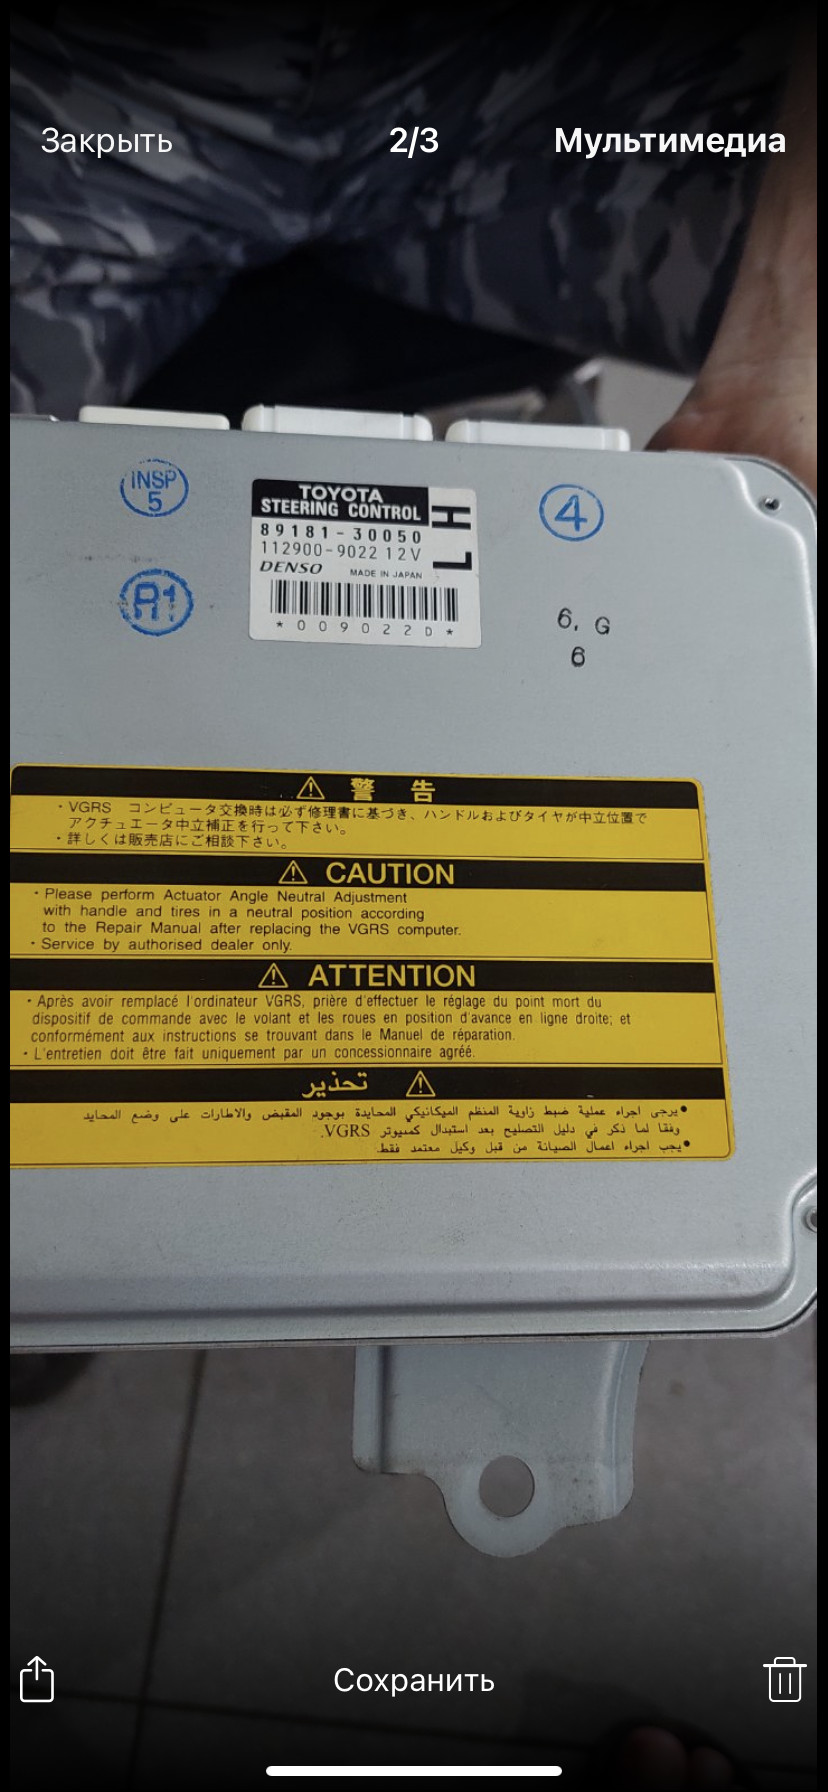 Закрыть
2/3
Мультимедиа
INSP
5
TOYOTA
STEERING CONTROL
LH
89181-30050
112900-9022 12V
DENSO MADE IN JAPAN
*009022D*
4
R1
6. G
6
⚠ 警 告
・VGRS コンピュータ交換時は必ず修理書に基づき、ハンドルおよびタイヤが中立位置で
アクチュエータ中立補正を行って下さい。
・詳しくは販売店にご相談下さい。
⚠ CAUTION
・Please perform Actuator Angle Neutral Adjustment
with handle and tires in a neutral position according
to the Repair Manual after replacing the VGRS computer.
・Service by authorised dealer only.
⚠ ATTENTION
・Après avoir remplacé l'ordinateur VGRS, prière d'effectuer le réglage du point mort du
dispositif de commande avec le volant et les roues en position d'avance en ligne droite; et
conformément aux instructions se trouvant dans le Manuel de réparation.
・L'entretien doit être fait uniquement par un concessionnaire agréé.
⚠ تحذير
•يرجى اجراء عملية ضبط زاوية المنظم الميكانيكي المحايدة بوجود المقبض والاطارات على وضع المحايد
وفقا لما ذكر في دليل التصليح بعد استبدال كمبيوتر VGRS.
•يجب اجراء اعمال الصيانة من قبل وكيل معتمد فقط.
Сохранить